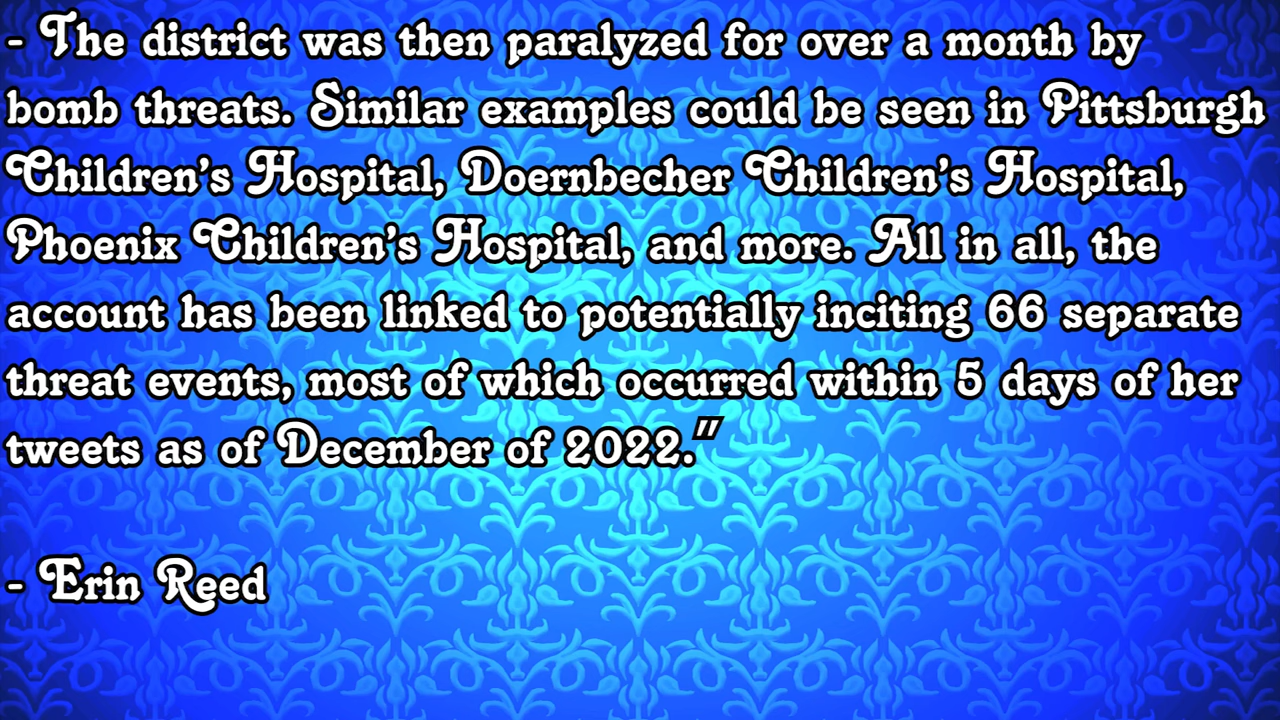 - The district was then paralyzed for over a month by
bomb threats. Similar examples could be seen in Pittsburgh
Children’s Hospital, Doernbecher Children’s Hospital,
Phoenix Children’s Hospital, and more. All in all, the
account has been linked to potentially inciting 66 separate
threat events, most of which occurred within 5 days of her
tweets as of December of 2022."
- Erin Reed